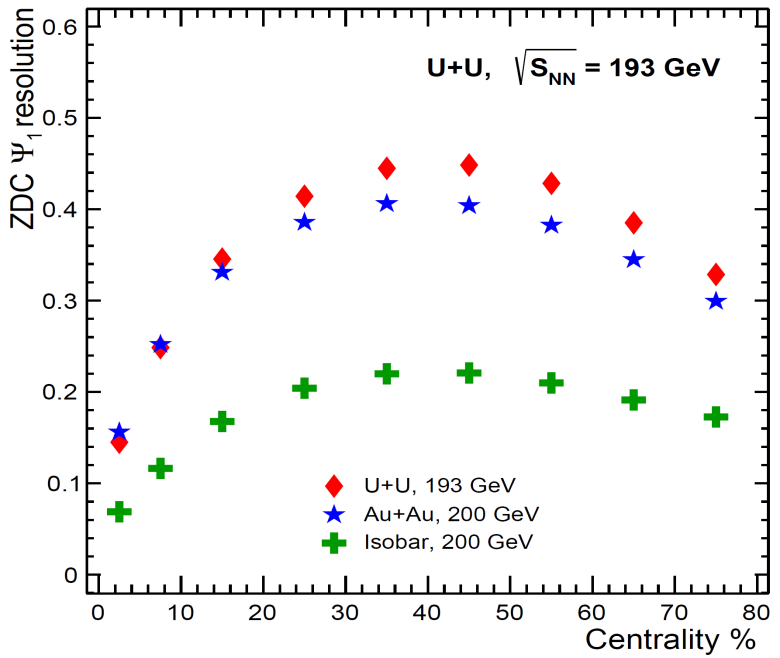 0.6
0.5
0.4
0.3
0.2
0.1
0
ZDC Ψ₁ resolution
U+U, √S_NN = 193 GeV
U+U, 193 GeV
Au+Au, 200 GeV
Isobar, 200 GeV
0 10 20 30 40 50 60 70 80
Centrality %